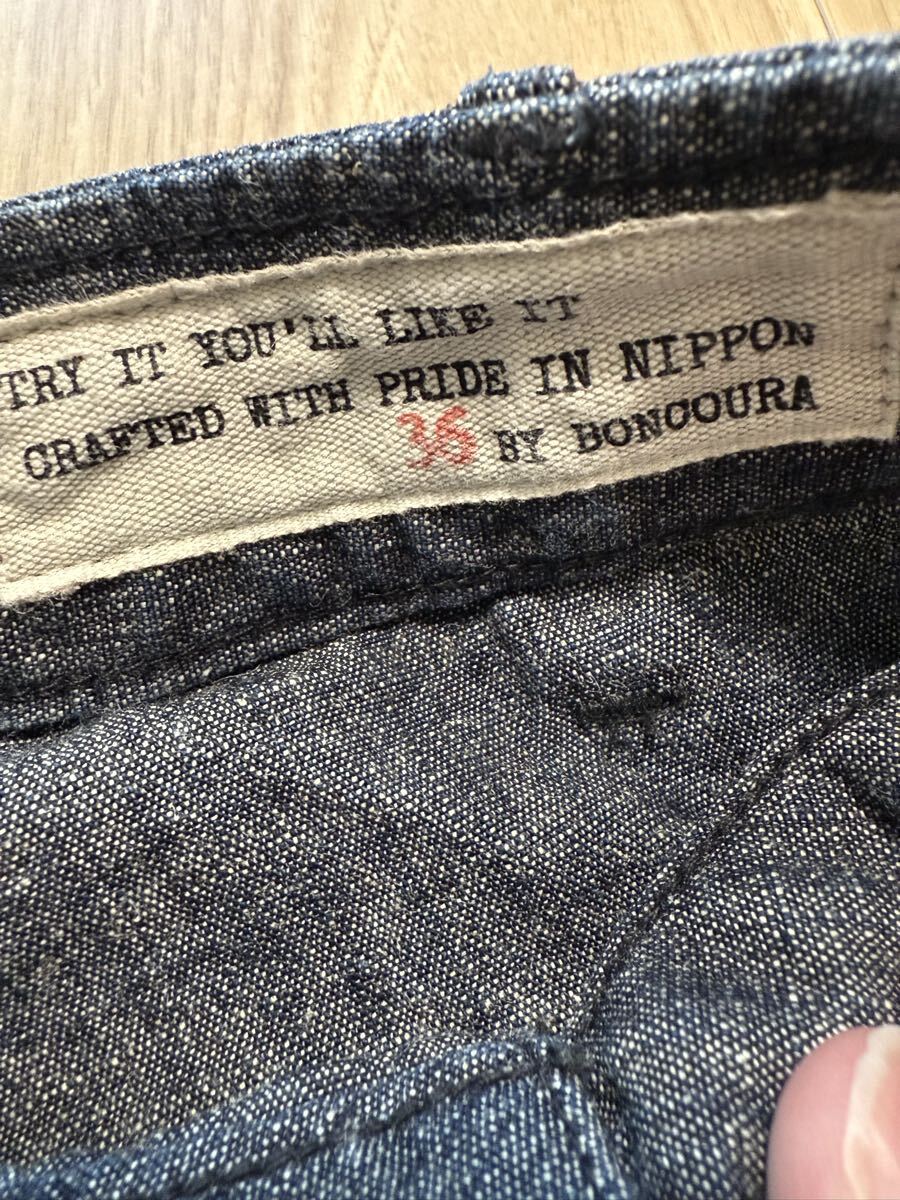 TRY IT YOU'LL LIKE IT
CRAFTED WITH PRIDE IN NIPPON
36 BY BONCOURA